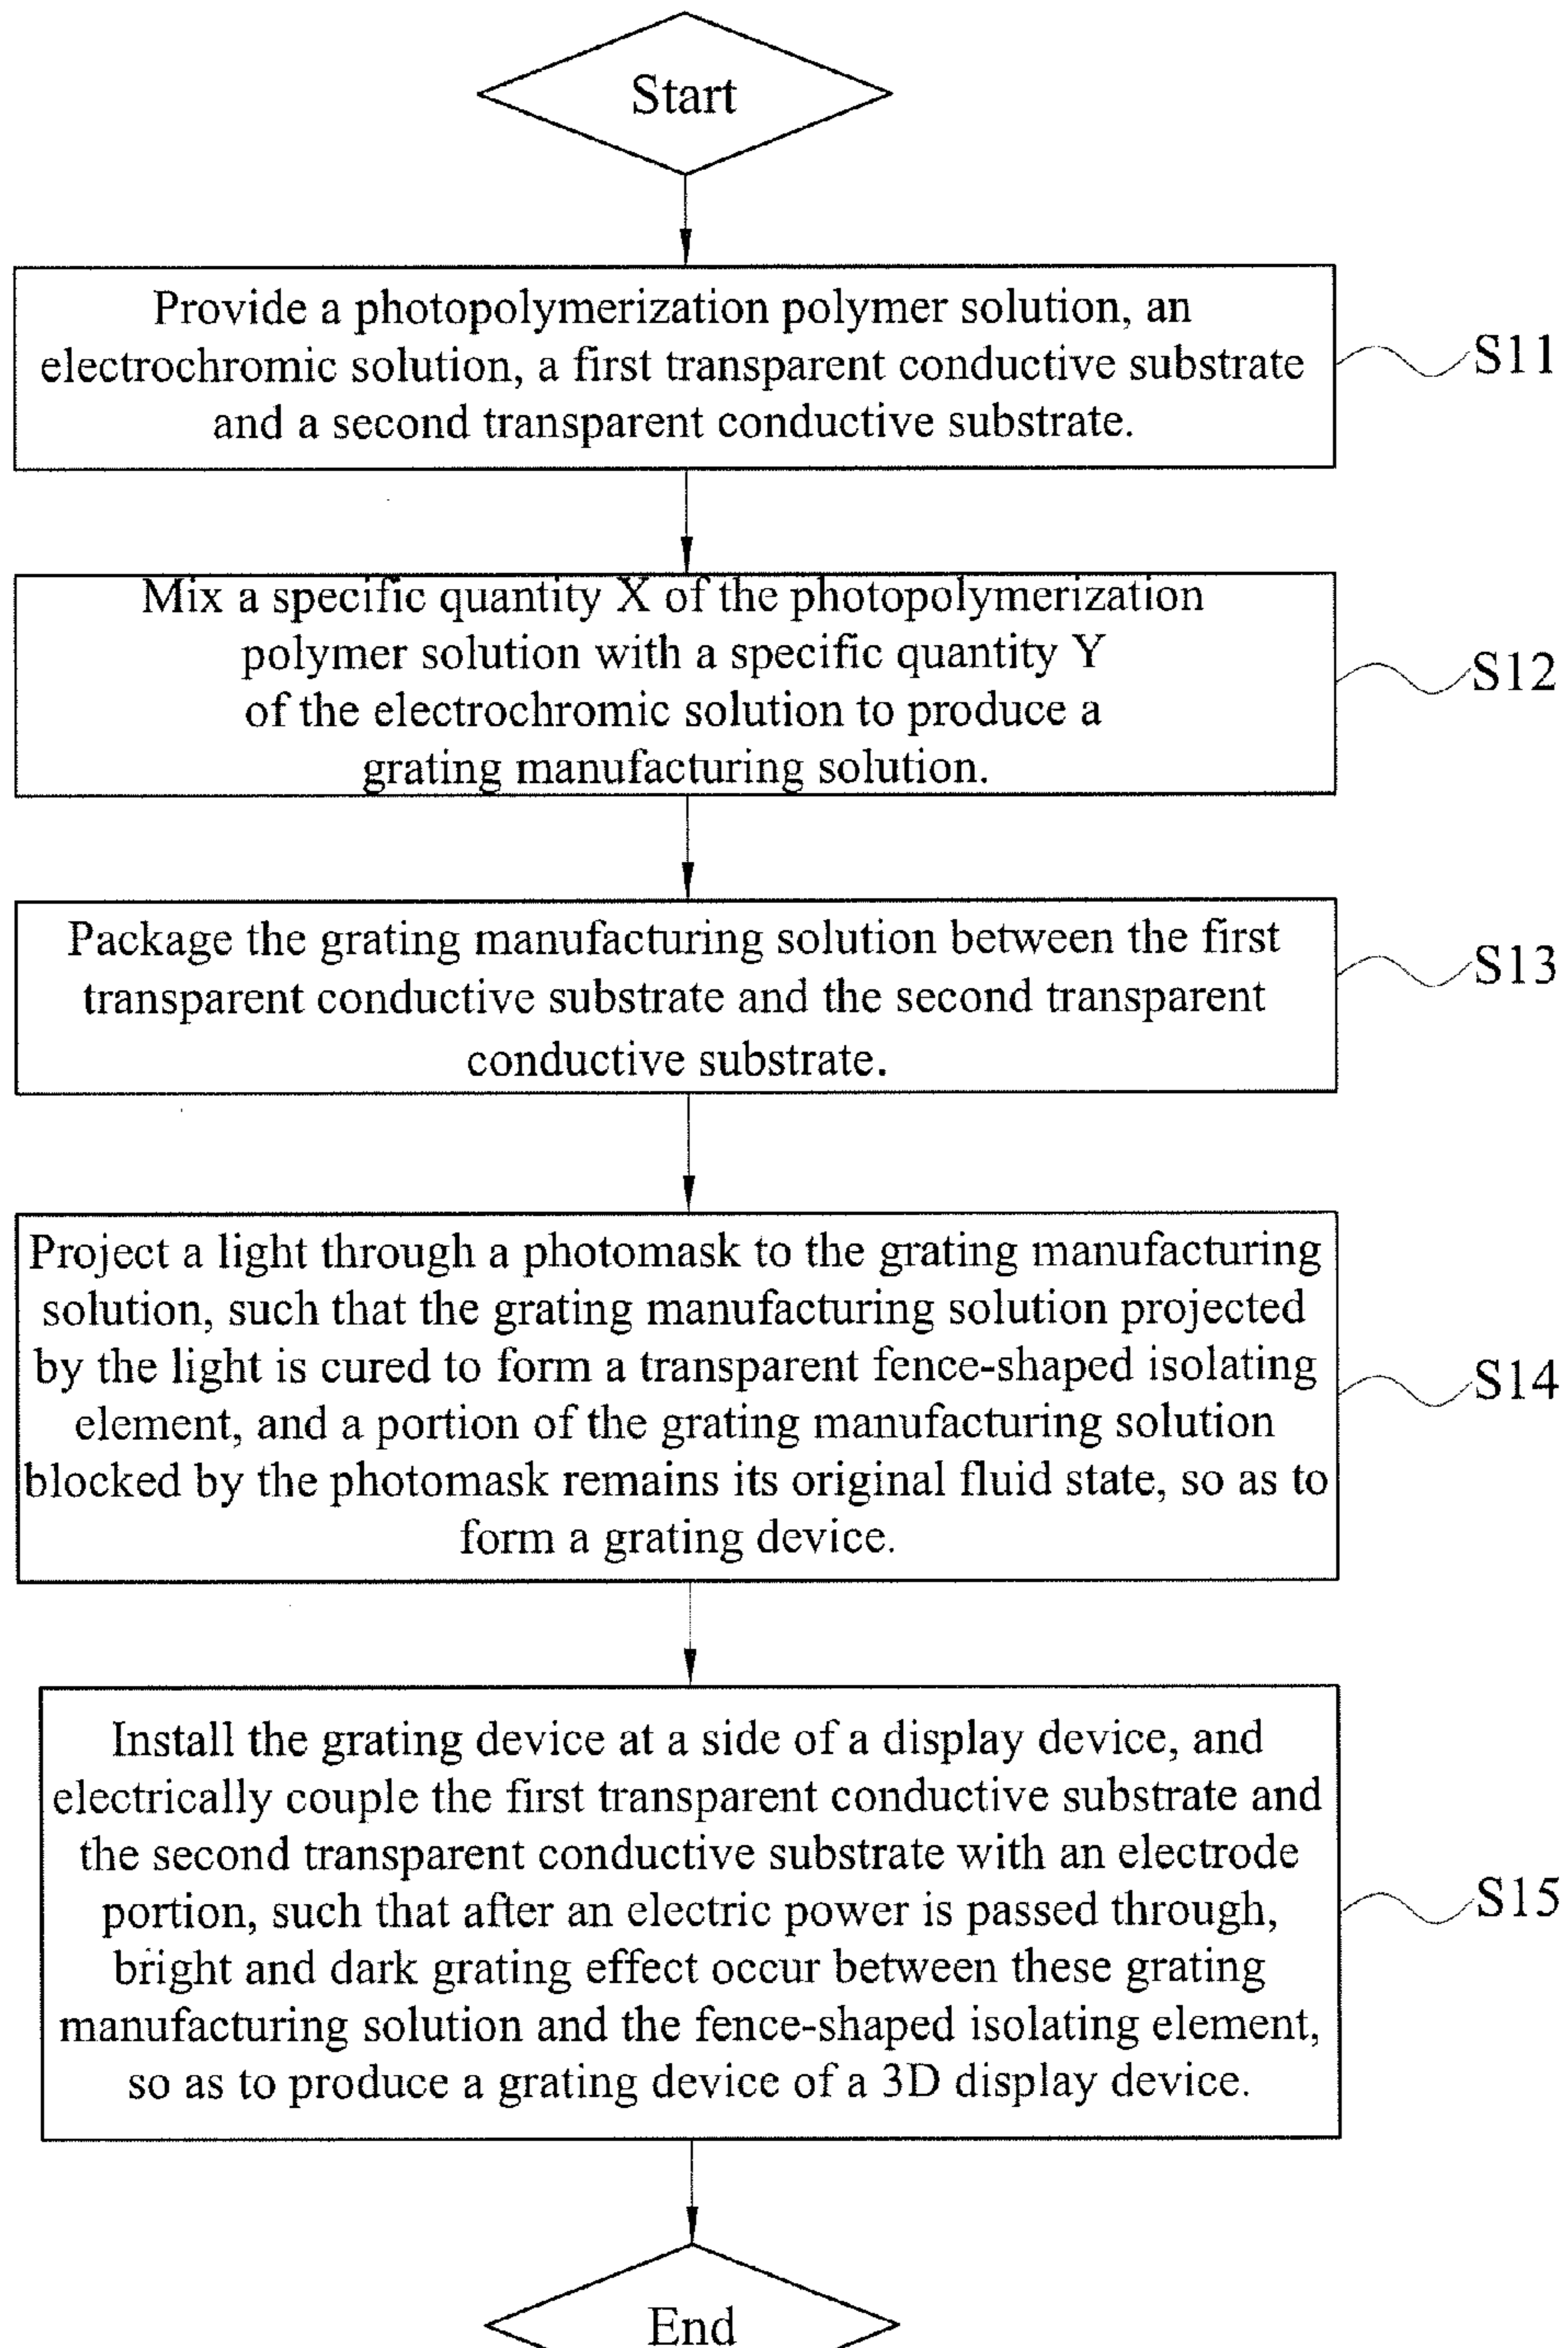 Start
Provide a photopolymerization polymer solution, an
electrochromic solution, a first transparent conductive substrate
and a second transparent conductive substrate.
S11
Mix a specific quantity X of the photopolymerization
polymer solution with a specific quantity Y
of the electrochromic solution to produce a
grating manufacturing solution.
S12
Package the grating manufacturing solution between the first
transparent conductive substrate and the second transparent
conductive substrate.
S13
Project a light through a photomask to the grating manufacturing
solution, such that the grating manufacturing solution projected
by the light is cured to form a transparent fence-shaped isolating
element, and a portion of the grating manufacturing solution
blocked by the photomask remains its original fluid state, so as to
form a grating device.
S14
Install the grating device at a side of a display device, and
electrically couple the first transparent conductive substrate and
the second transparent conductive substrate with an electrode
portion, such that after an electric power is passed through,
bright and dark grating effect occur between these grating
manufacturing solution and the fence-shaped isolating element,
so as to produce a grating device of a 3D display device.
S15
End